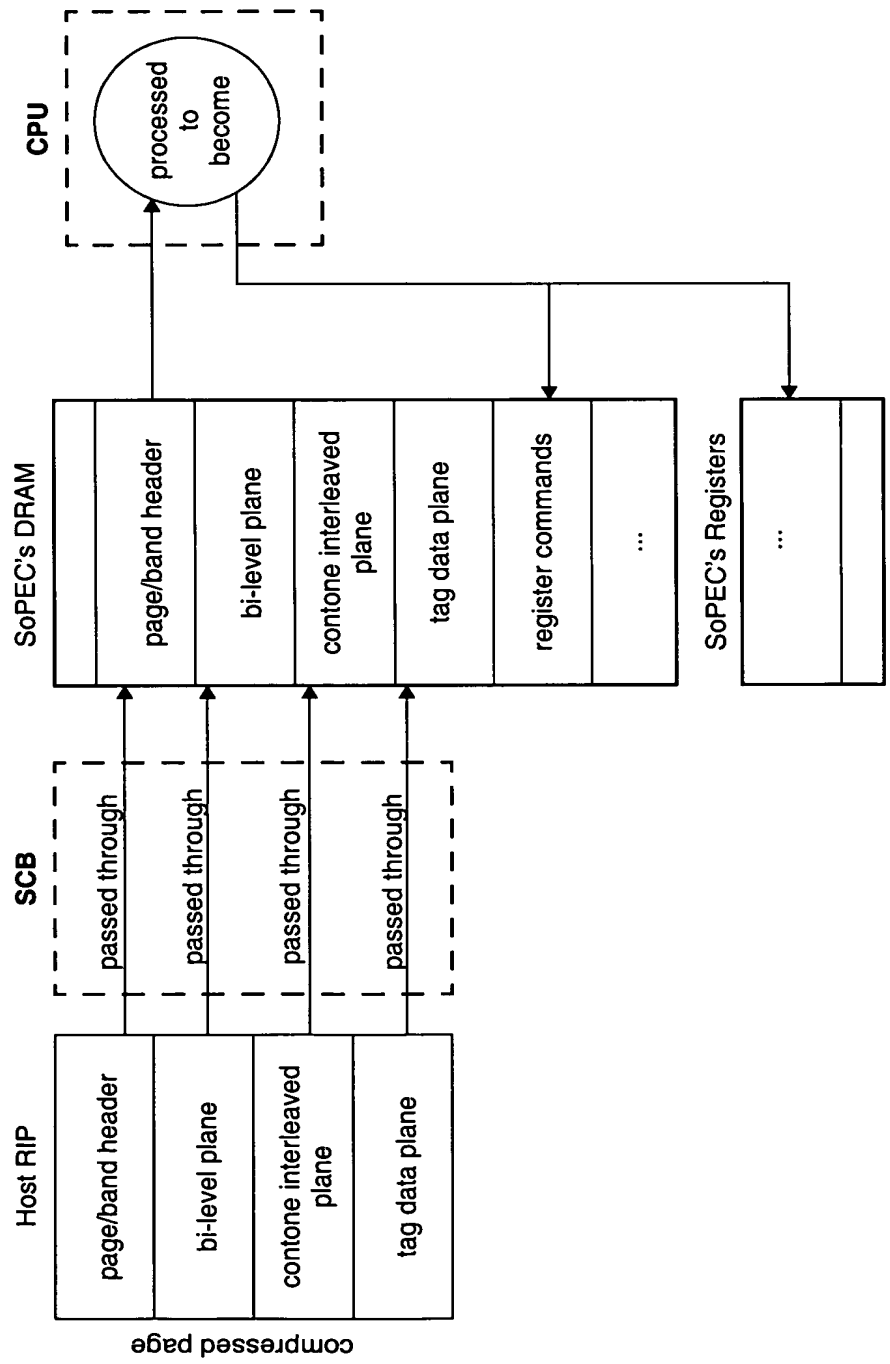 Host RIP
compressed page
page/band header
bi-level plane
contone interleaved
plane
tag data plane
SCB
passed through
passed through
passed through
passed through
SoPEC's DRAM
page/band header
bi-level plane
contone interleaved
plane
tag data plane
register commands
...
CPU
processed
to
become
SoPEC's Registers
...